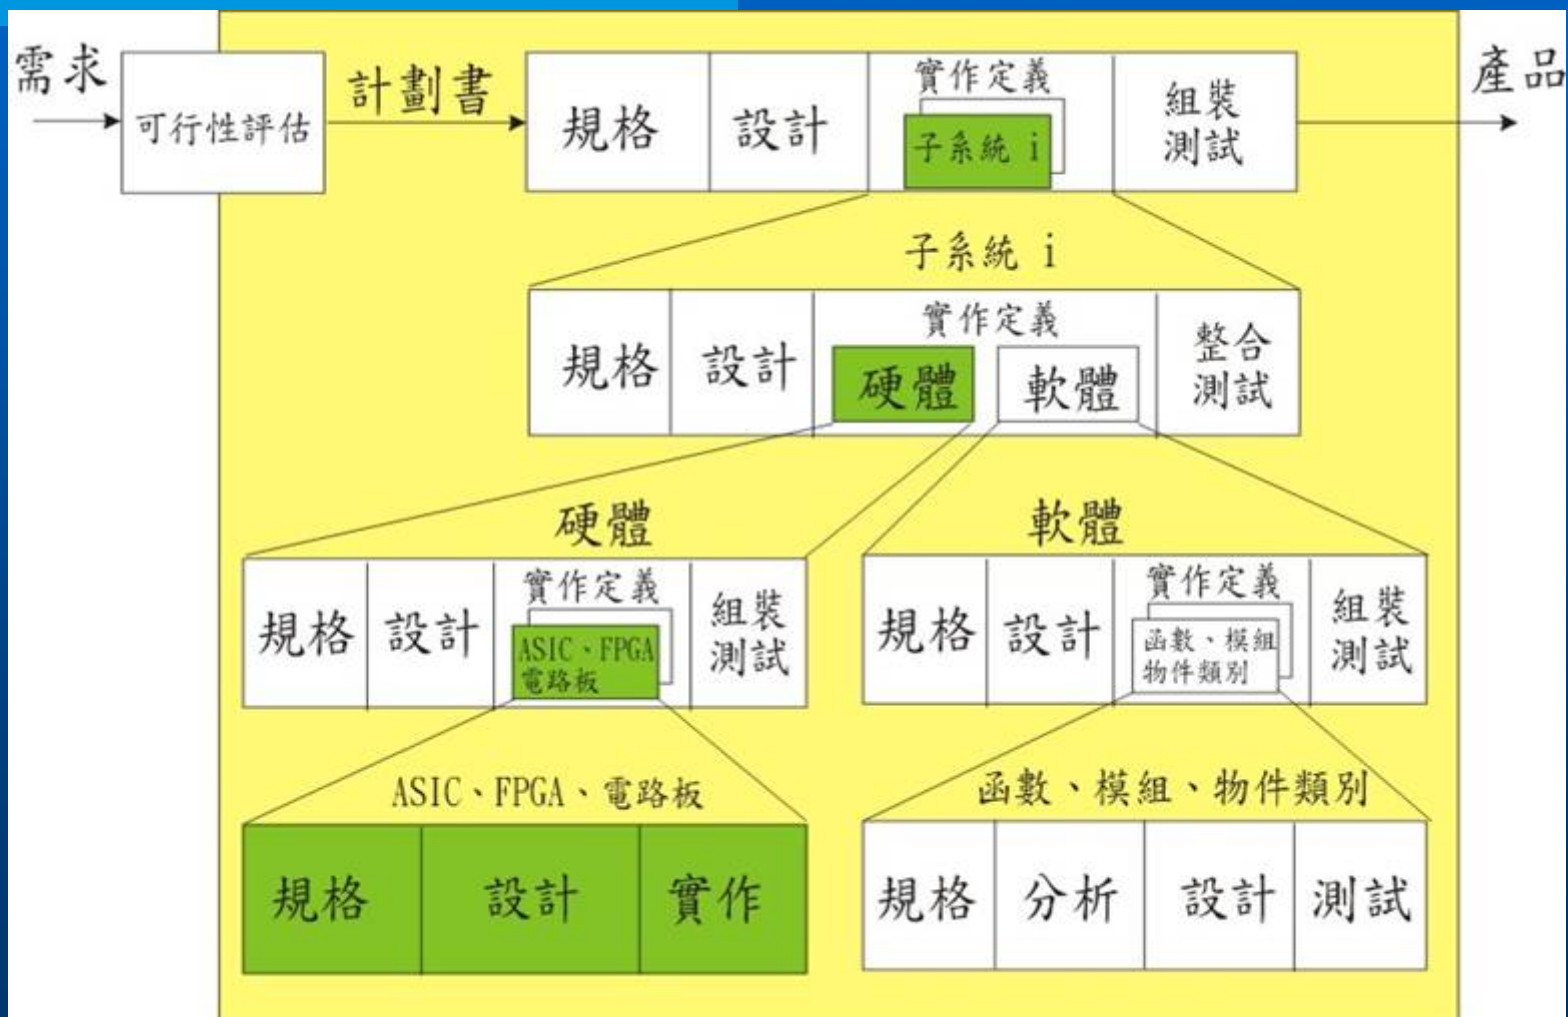 需求
可行性評估
計劃書
規格
設計
實作定義
子系統 i
組裝
測試
產品
子系統 i
規格
設計
實作定義
硬體
軟體
整合
測試
硬體
規格
設計
實作定義
ASIC、FPGA
電路板
組裝
測試
軟體
規格
設計
實作定義
函數、模組
物件類別
組裝
測試
ASIC、FPGA、電路板
規格
設計
實作
函數、模組、物件類別
規格
分析
設計
測試